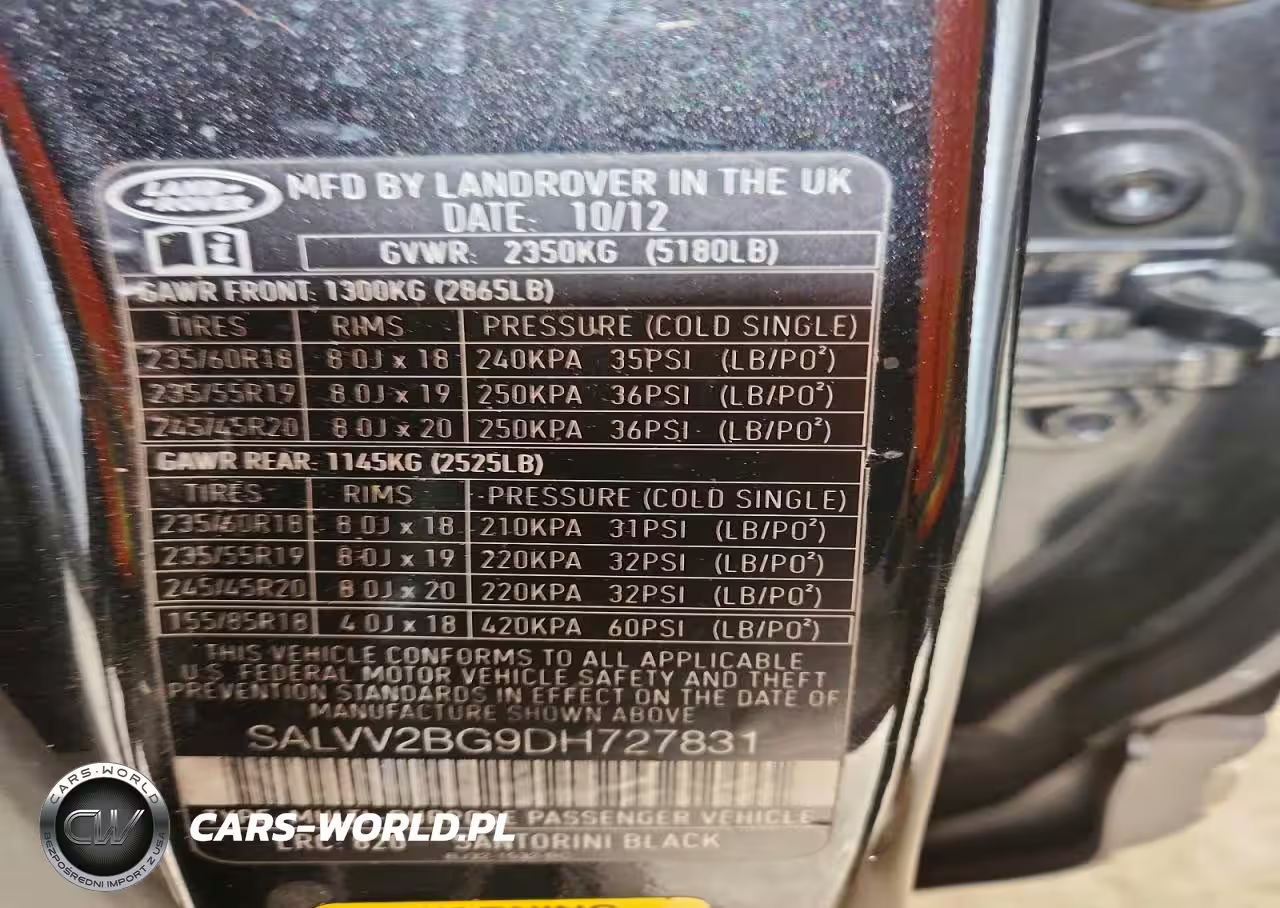 LAND-
-ROVER
MFD BY LANDROVER IN THE UK
DATE: 10/12
GVWR: 2350KG (5180LB)
GAWR FRONT: 1300KG (2865LB)
TIRES RIMS PRESSURE (COLD SINGLE)
235/60R18 8.0J x 18 240KPA 35PSI (LB/PO²)
235/55R19 8.0J x 19 250KPA 36PSI (LB/PO²)
245/45R20 8.0J x 20 250KPA 36PSI (LB/PO²)
GAWR REAR: 1145KG (2525LB)
TIRES RIMS PRESSURE (COLD SINGLE)
235/60R18 8.0J x 18 210KPA 31PSI (LB/PO²)
235/55R19 8.0J x 19 220KPA 32PSI (LB/PO²)
245/45R20 8.0J x 20 220KPA 32PSI (LB/PO²)
155/85R18 4.0J x 18 420KPA 60PSI (LB/PO²)
THIS VEHICLE CONFORMS TO ALL APPLICABLE
U.S. FEDERAL MOTOR VEHICLE SAFETY AND THEFT
PREVENTION STANDARDS IN EFFECT ON THE DATE OF
MANUFACTURE SHOWN ABOVE
SALVV2BG9DH727831
PASSENGER VEHICLE
SANTORINI BLACK
CARS-WORLD
CW
BEZPOŚREDNI IMPORT Z USA
CARS-WORLD.PL